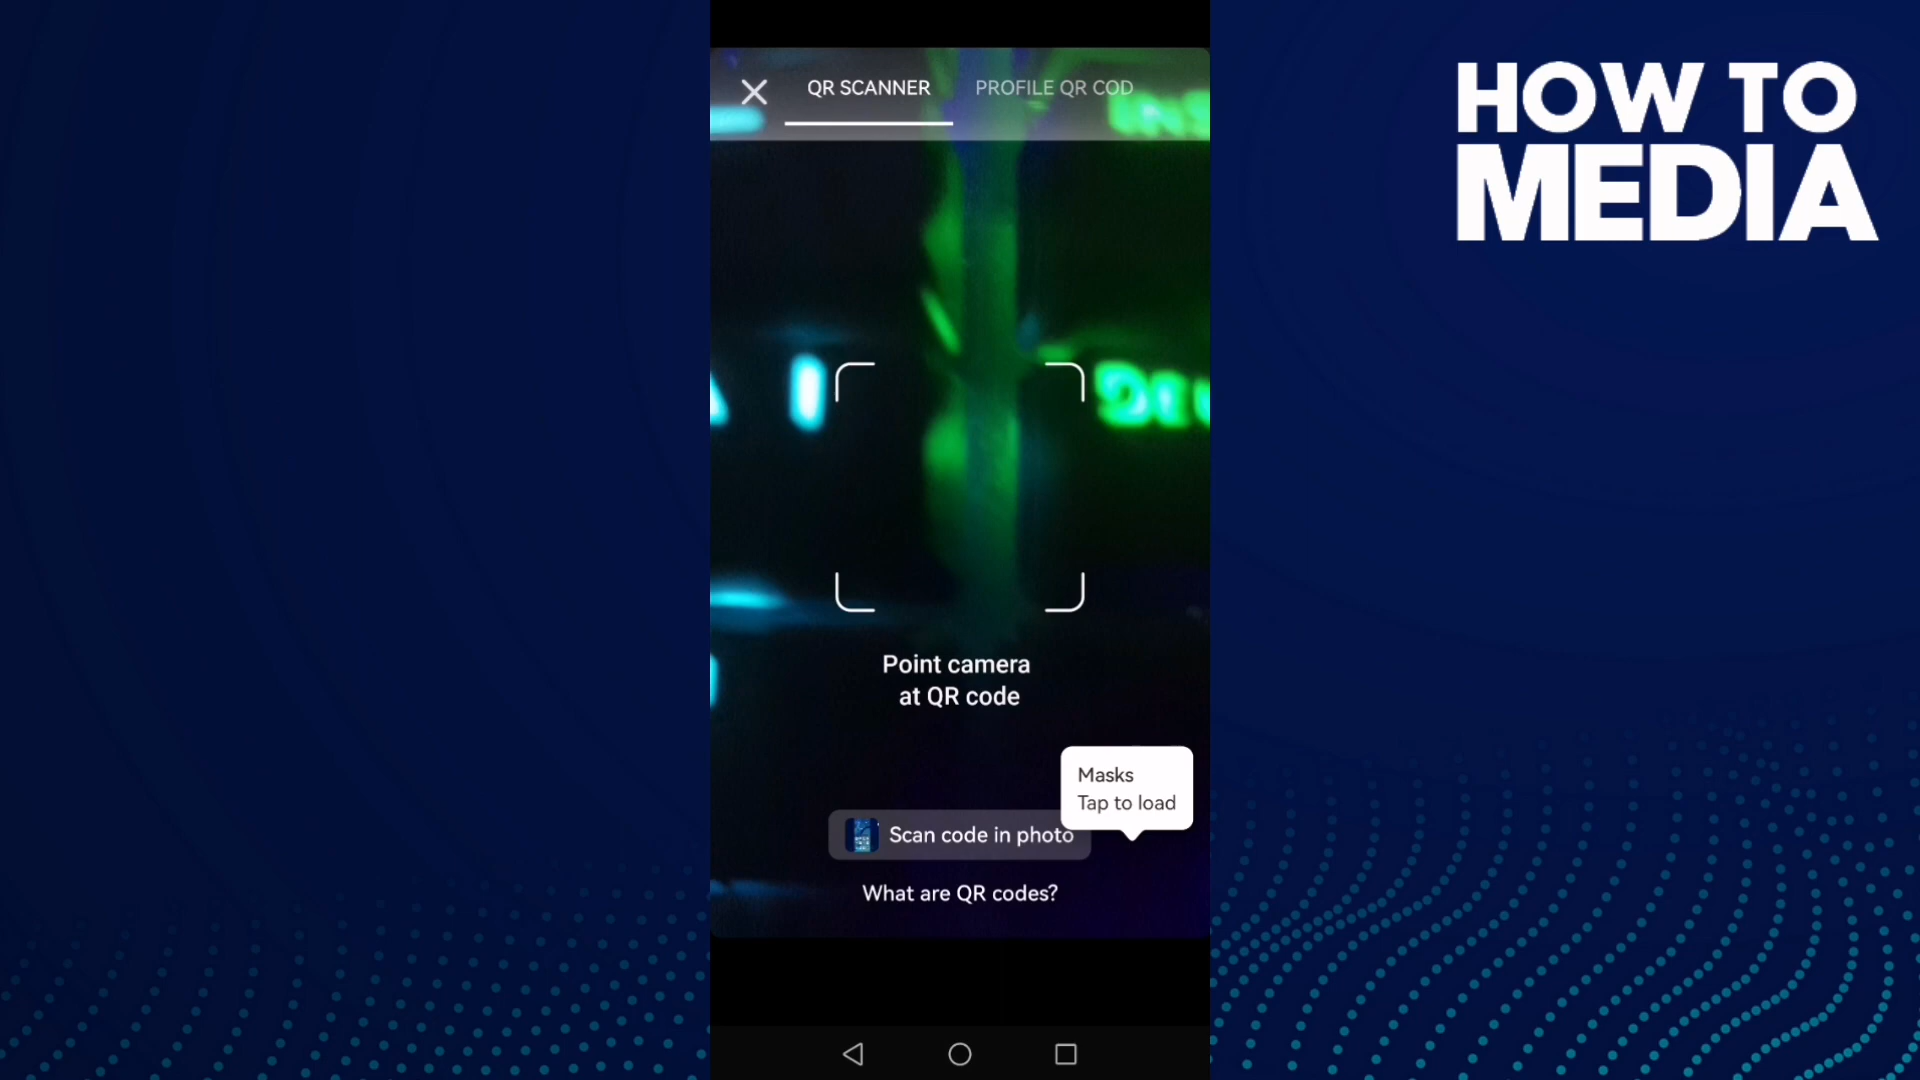 HOW TO
MEDIA
QR SCANNER
PROFILE QR COD
Point camera
at QR code
Masks
Tap to load
Scan code in photo
What are QR codes?